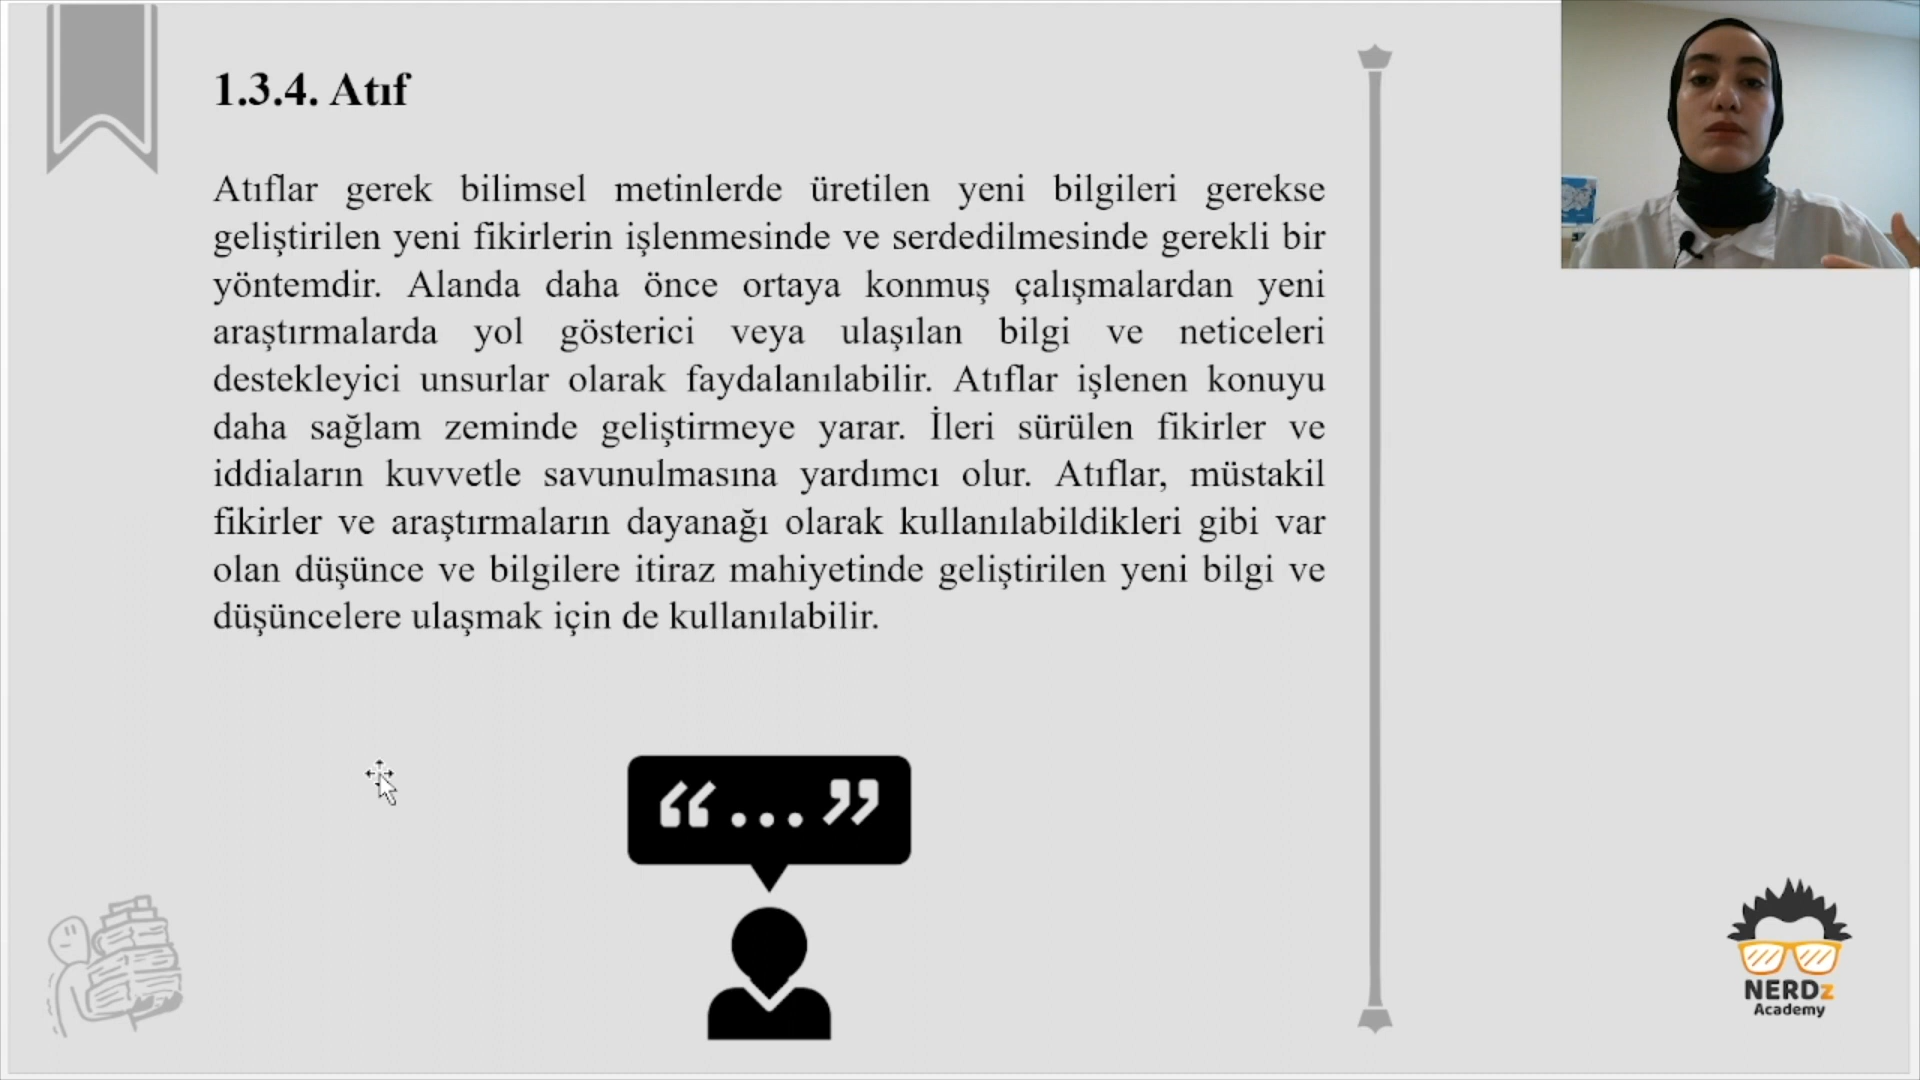 1.3.4. Atıf
Atıflar gerek bilimsel metinlerde üretilen yeni bilgileri gerekse
geliştirilen yeni fikirlerin işlenmesinde ve serdedilmesinde gerekli bir
yöntemdir. Alanda daha önce ortaya konmuş çalışmalardan yeni
araştırmalarda yol gösterici veya ulaşılan bilgi ve neticeleri
destekleyici unsurlar olarak faydalanılabilir. Atıflar işlenen konuyu
daha sağlam zeminde geliştirmeye yarar. İleri sürülen fikirler ve
iddiaların kuvvetle savunulmasına yardımcı olur. Atıflar, müstakil
fikirler ve araştırmaların dayanağı olarak kullanılabildikleri gibi var
olan düşünce ve bilgilere itiraz mahiyetinde geliştirilen yeni bilgi ve
düşüncelere ulaşmak için de kullanılabilir.
“...”
NERDz
Academy